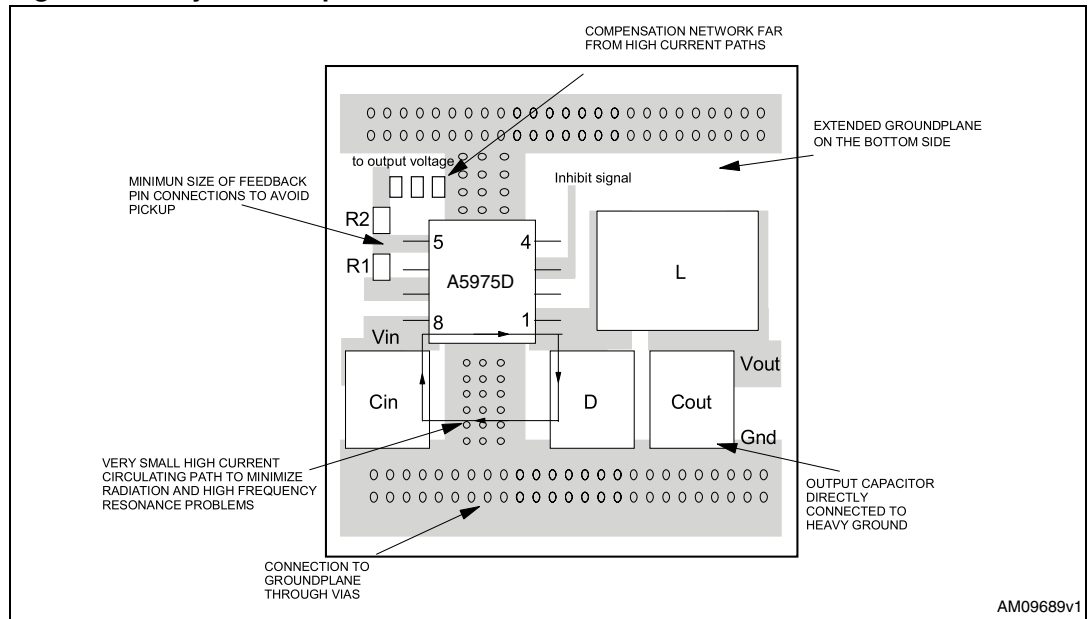 COMPENSATION NETWORK FAR
FROM HIGH CURRENT PATHS
EXTENDED GROUNDPLANE
ON THE BOTTOM SIDE
to output voltage
Inhibit signal
MINIMUN SIZE OF FEEDBACK
PIN CONNECTIONS TO AVOID
PICKUP
R2
R1
5
4
A5975D
8
1
L
Vin
Vout
Cin
D
Cout
Gnd
VERY SMALL HIGH CURRENT
CIRCULATING PATH TO MINIMIZE
RADIATION AND HIGH FREQUENCY
RESONANCE PROBLEMS
OUTPUT CAPACITOR
DIRECTLY
CONNECTED TO
HEAVY GROUND
CONNECTION TO
GROUNDPLANE
THROUGH VIAS
AM09689v1